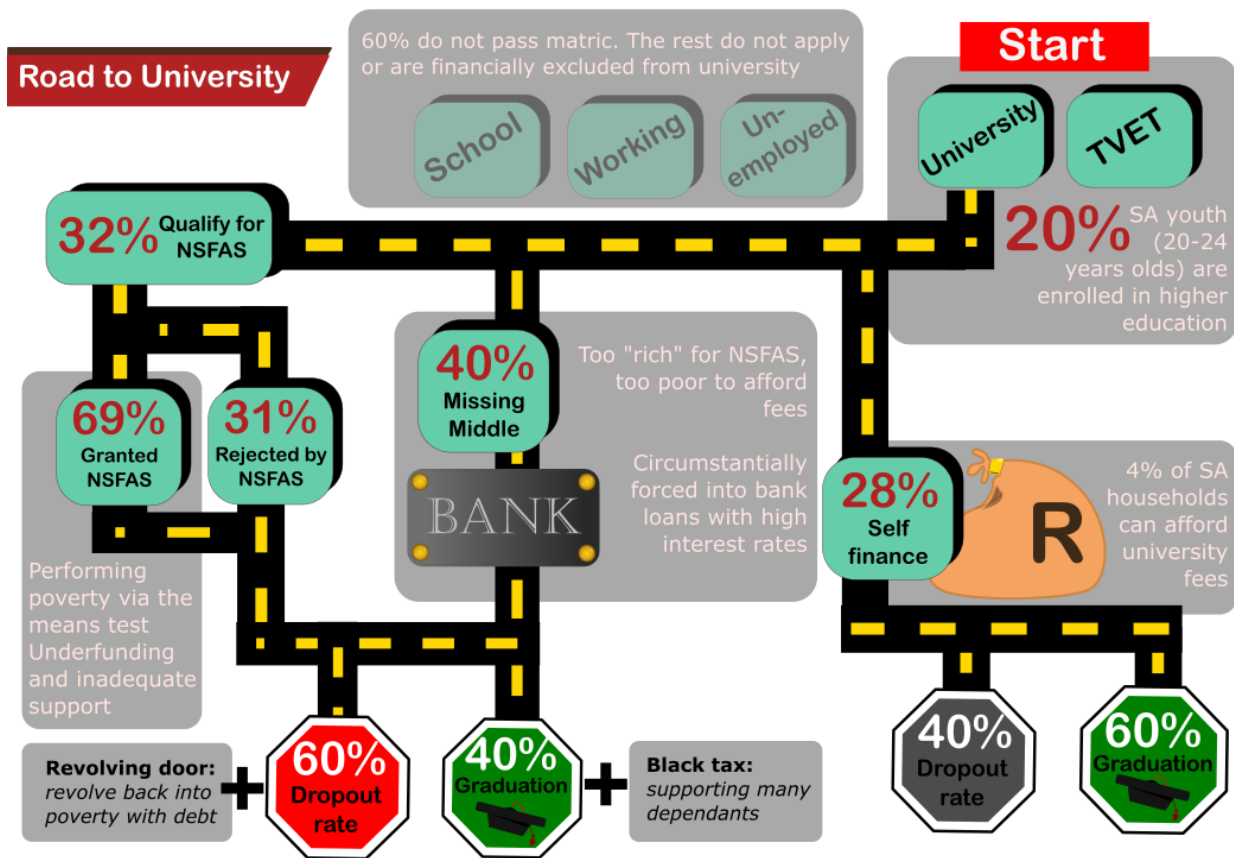 Road to University
60% do not pass matric. The rest do not apply
or are financially excluded from university
School
Working
Un-
employed
Start
University
TVET
20%
SA youth
(20-24
years olds) are
enrolled in higher
education
32%
Qualify for
NSFAS
69%
Granted
NSFAS
31%
Rejected by
NSFAS
Performing
poverty via the
means test
Underfunding
and inadequate
support
40%
Missing
Middle
Too "rich" for NSFAS,
too poor to afford
fees
Circumstantially
forced into bank
loans with high
interest rates
BANK
28%
Self
finance
R
4% of SA
households
can afford
university
fees
Revolving door:
revolve back into
poverty with debt
+
60%
Dropout
rate
40%
Graduation
+
Black tax:
supporting many
dependants
40%
Dropout
rate
60%
Graduation